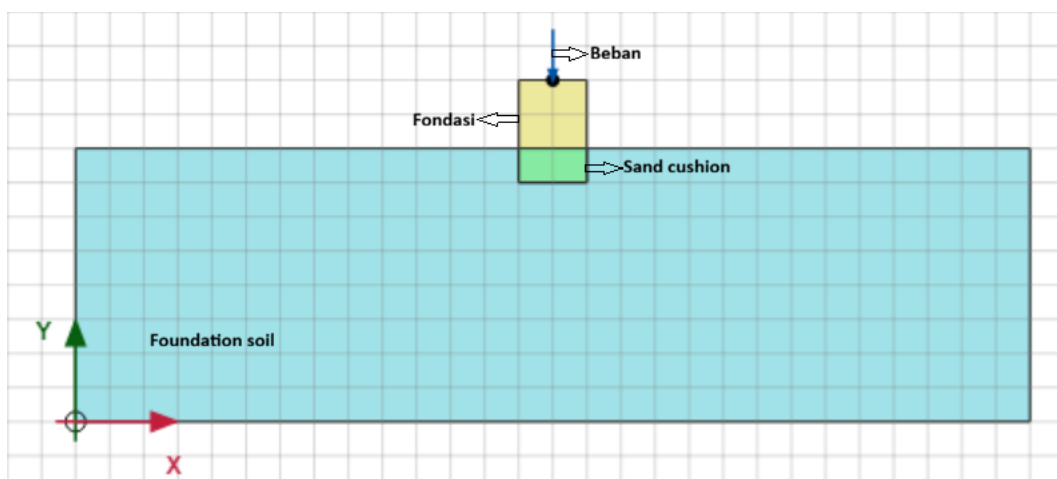 Beban
Fondasi
Sand cushion
Y
Foundation soil
X